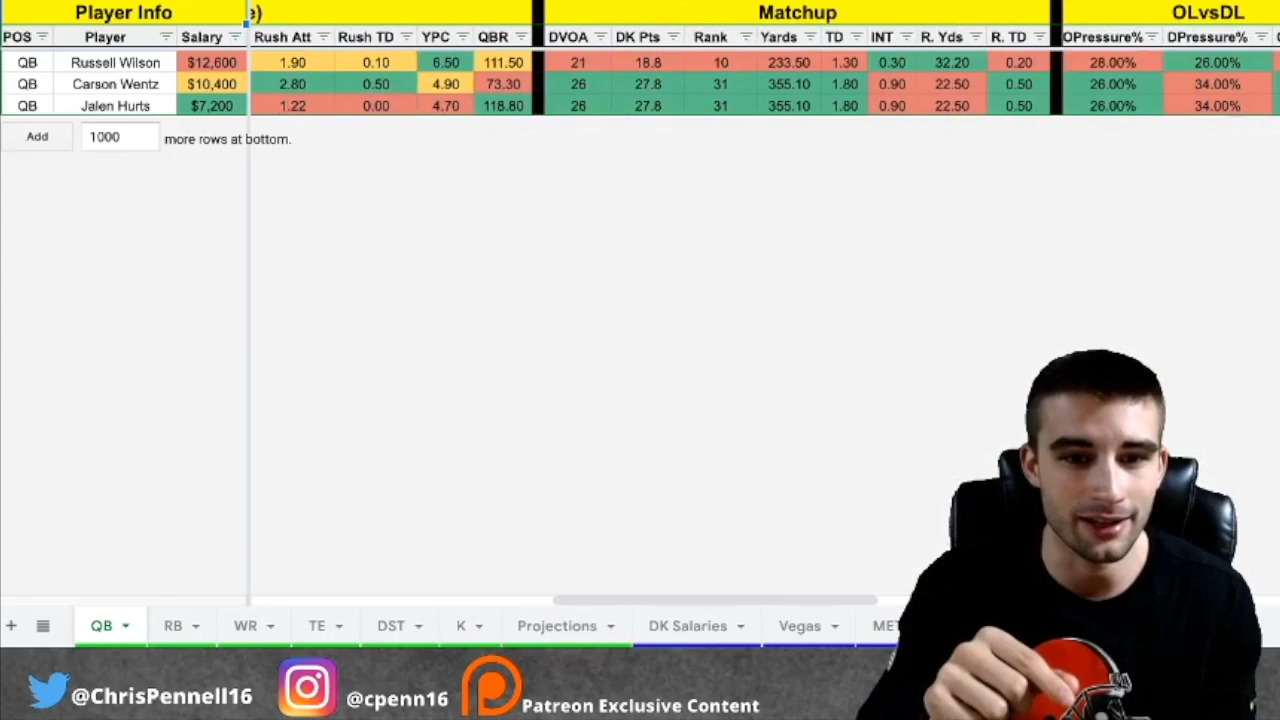 Player Info e) Matchup OLvsDL
POS Player Salary Rush Att Rush TD YPC QBR DVOA DK Pts Rank Yards TD INT R. Yds R. TD OPressure% DPressure%
QB Russell Wilson $12,600 1.90 0.10 6.50 111.50 21 18.8 10 233.50 1.30 0.30 32.20 0.20 28.00% 26.00%
QB Carson Wentz $10,400 2.80 0.50 4.90 73.30 26 27.8 31 355.10 1.80 0.90 22.50 0.50 26.00% 34.00%
QB Jalen Hurts $7,200 1.22 0.00 4.70 118.80 26 27.8 31 355.10 1.80 0.90 22.50 0.50 26.00% 34.00%
Add 1000 more rows at bottom.
+ QB RB WR TE DST K Projections DK Salaries Vegas MET
@ChrisPennell16 @cpenn16 Patreon Exclusive Content